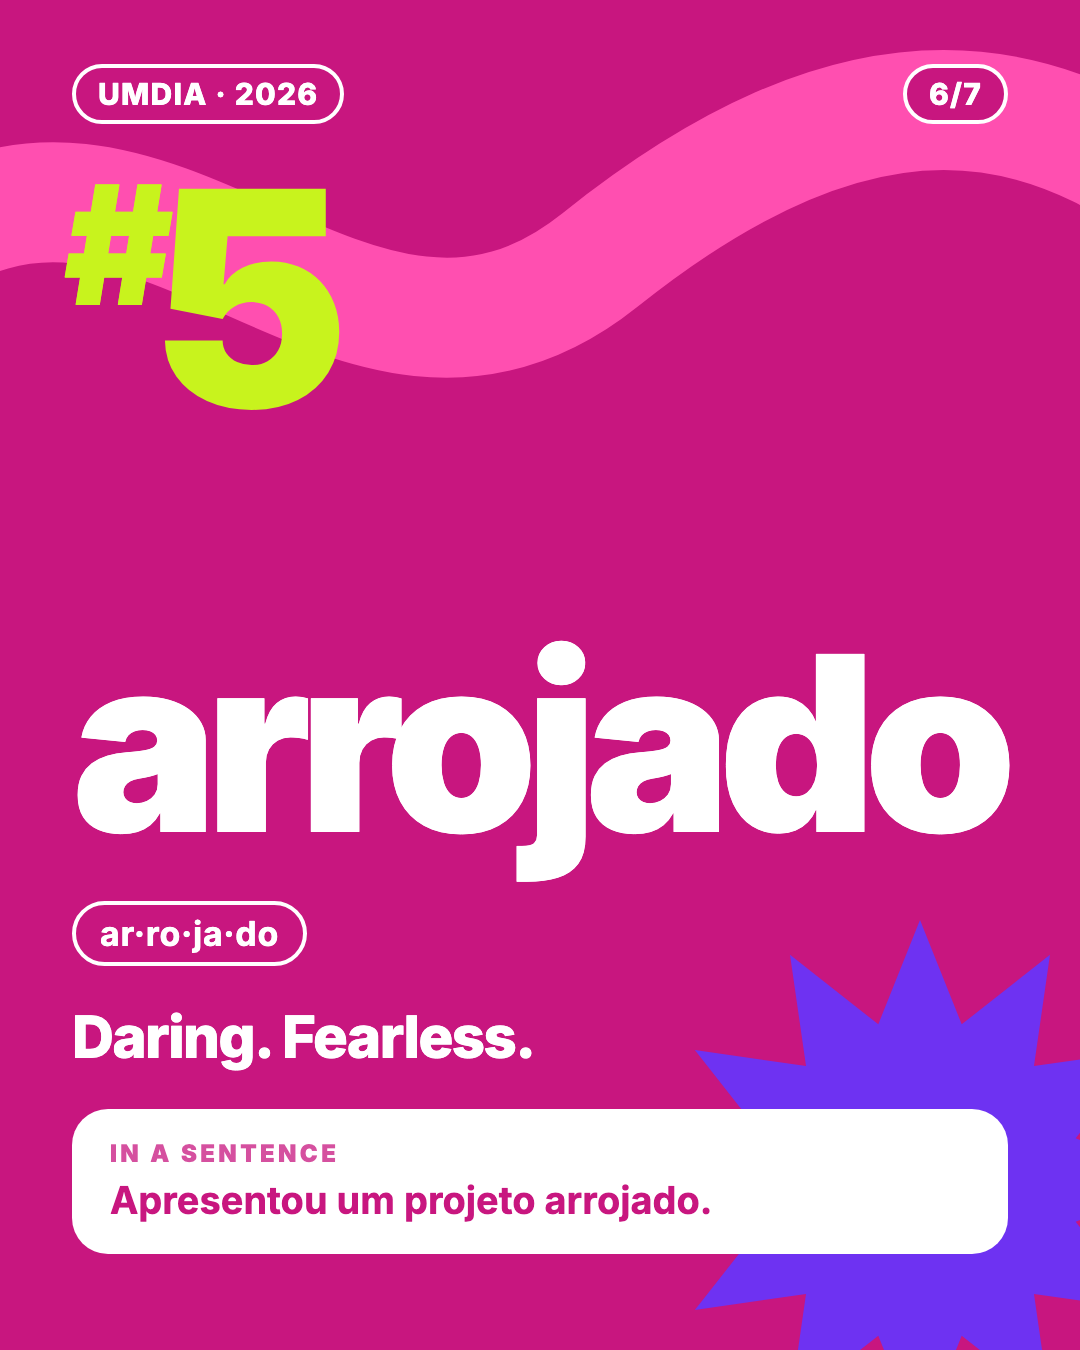 UMDIA · 2026
6/7
#5
arrojado
ar·ro·ja·do
Daring. Fearless.
IN A SENTENCE
Apresentou um projeto arrojado.